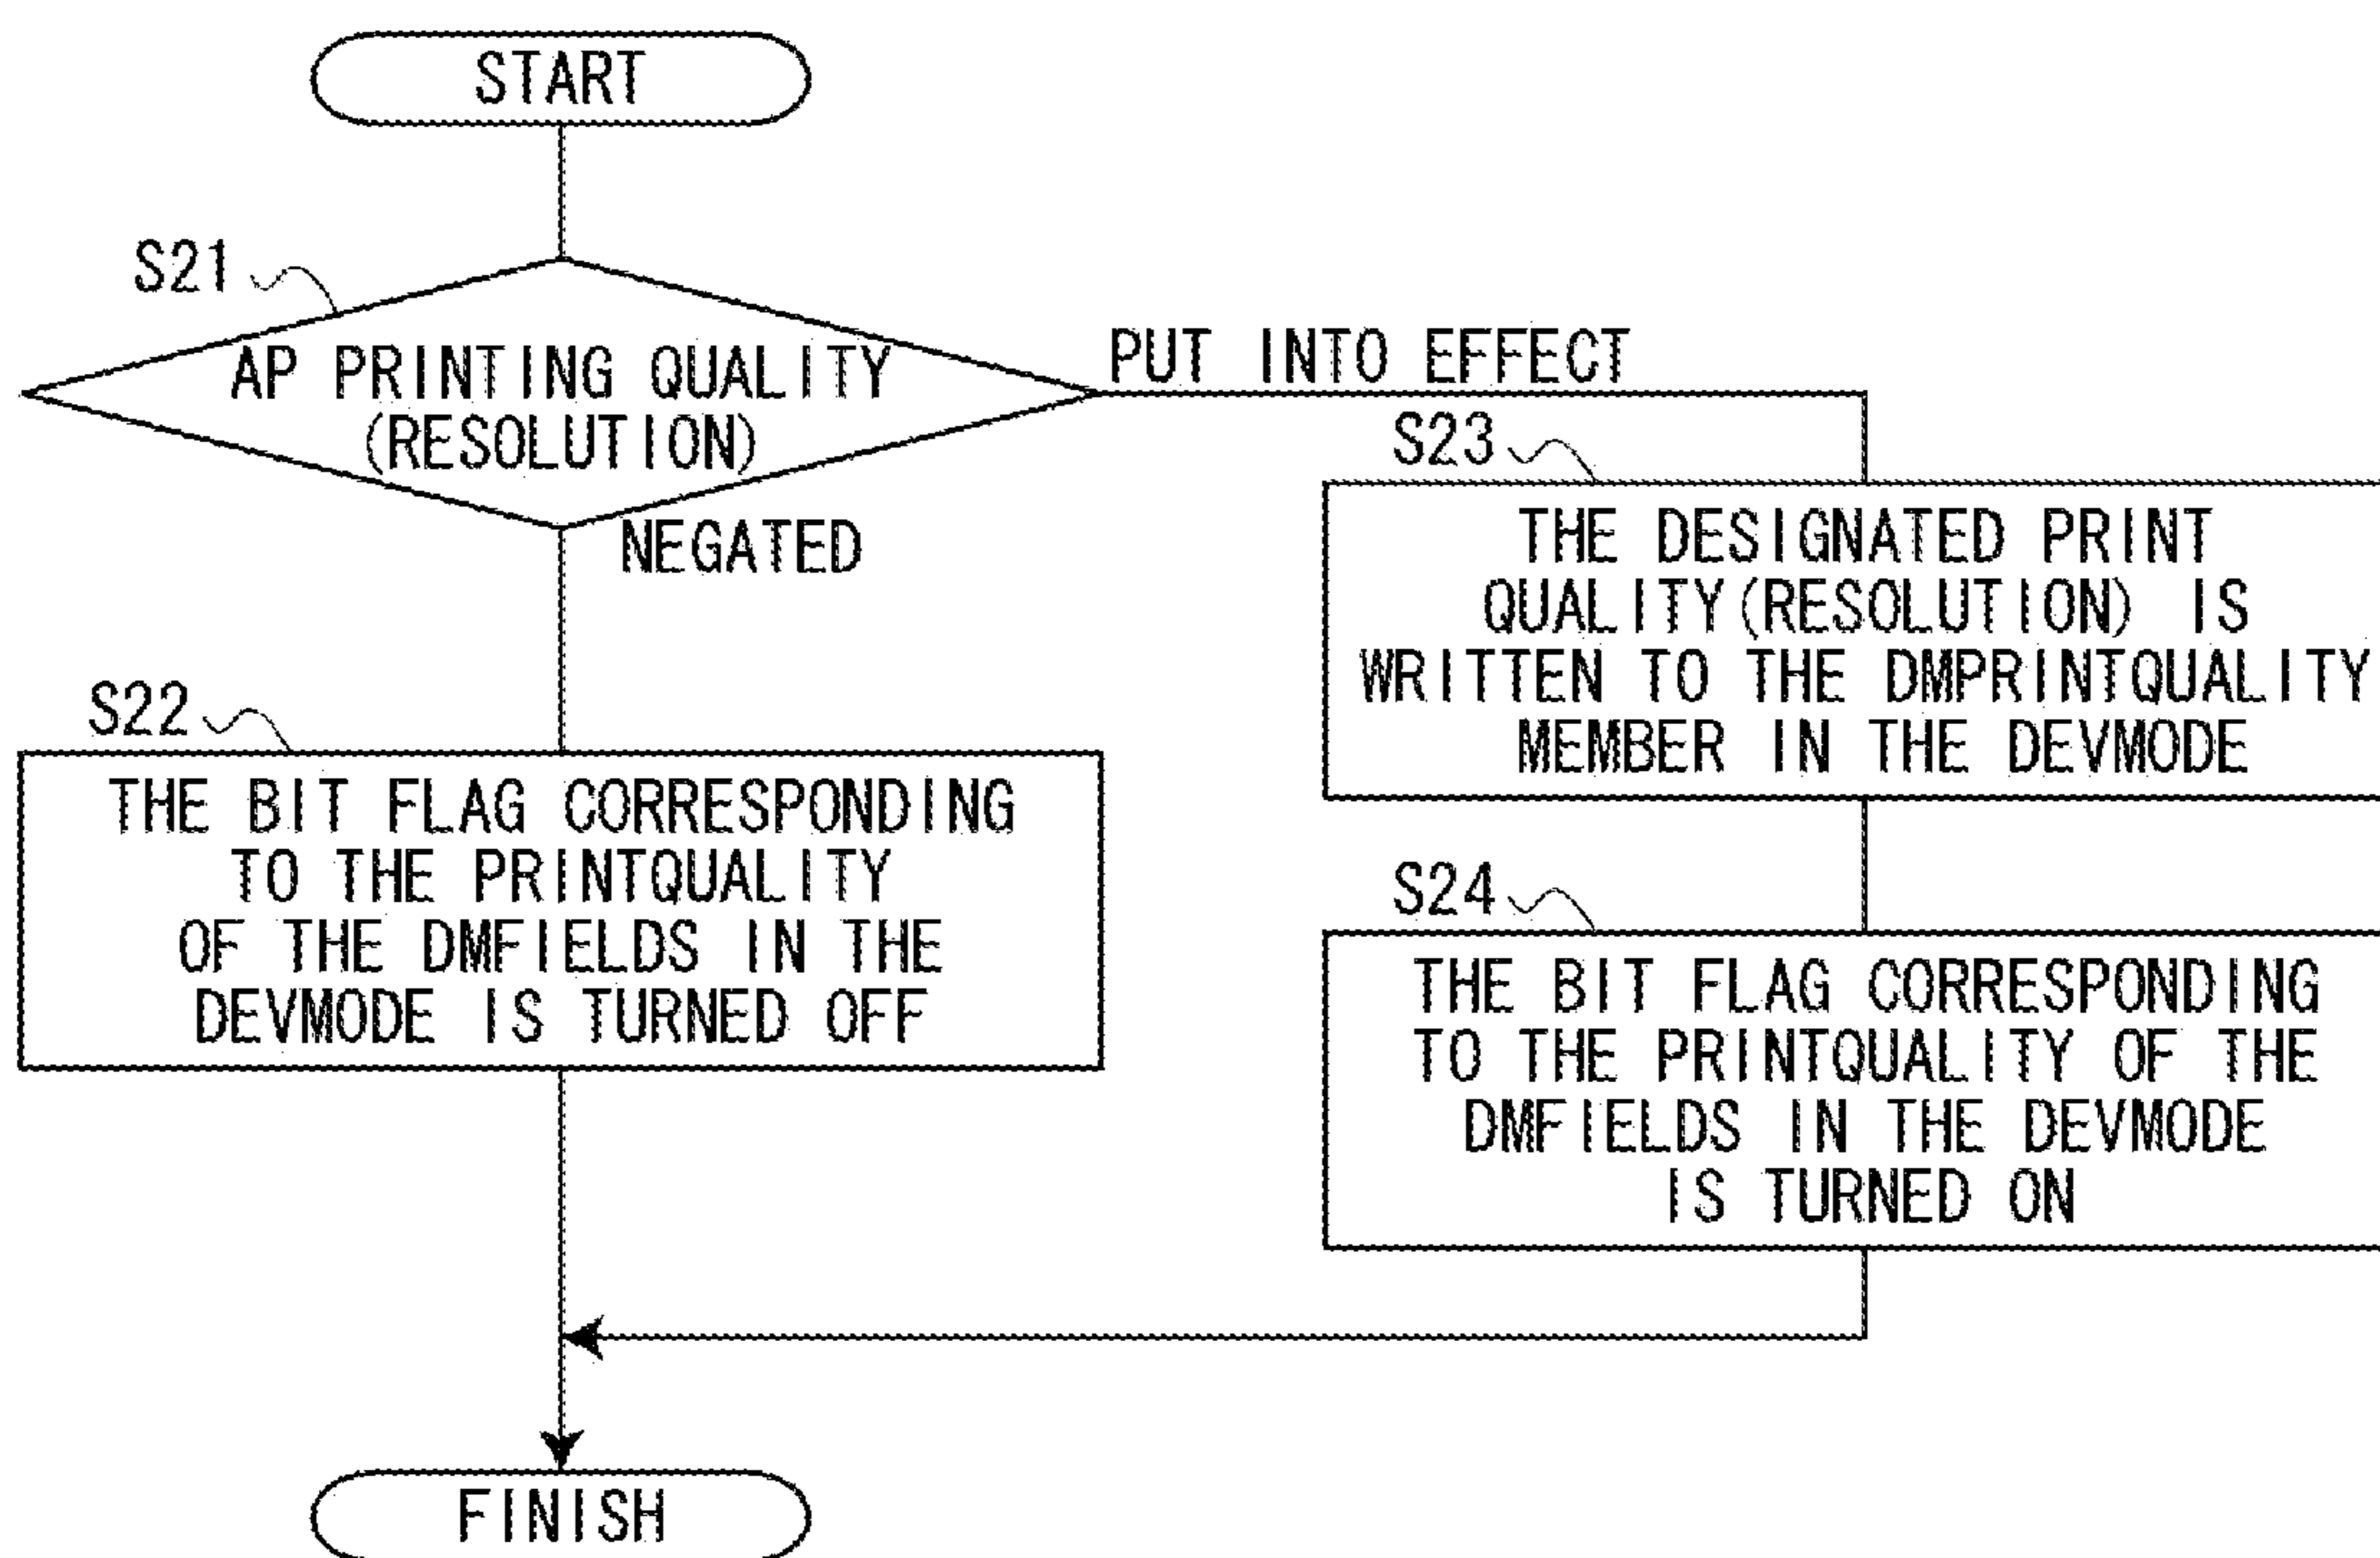 START
S21
AP PRINTING QUALITY
(RESOLUTION)
PUT INTO EFFECT
NEGATED
S22
THE BIT FLAG CORRESPONDING
TO THE PRINTQUALITY
OF THE DMFIELDS IN THE
DEVMODE IS TURNED OFF
S23
THE DESIGNATED PRINT
QUALITY(RESOLUTION) IS
WRITTEN TO THE DMPRINTQUALITY
MEMBER IN THE DEVMODE
S24
THE BIT FLAG CORRESPONDING
TO THE PRINTQUALITY OF THE
DMFIELDS IN THE DEVMODE
IS TURNED ON
FINISH